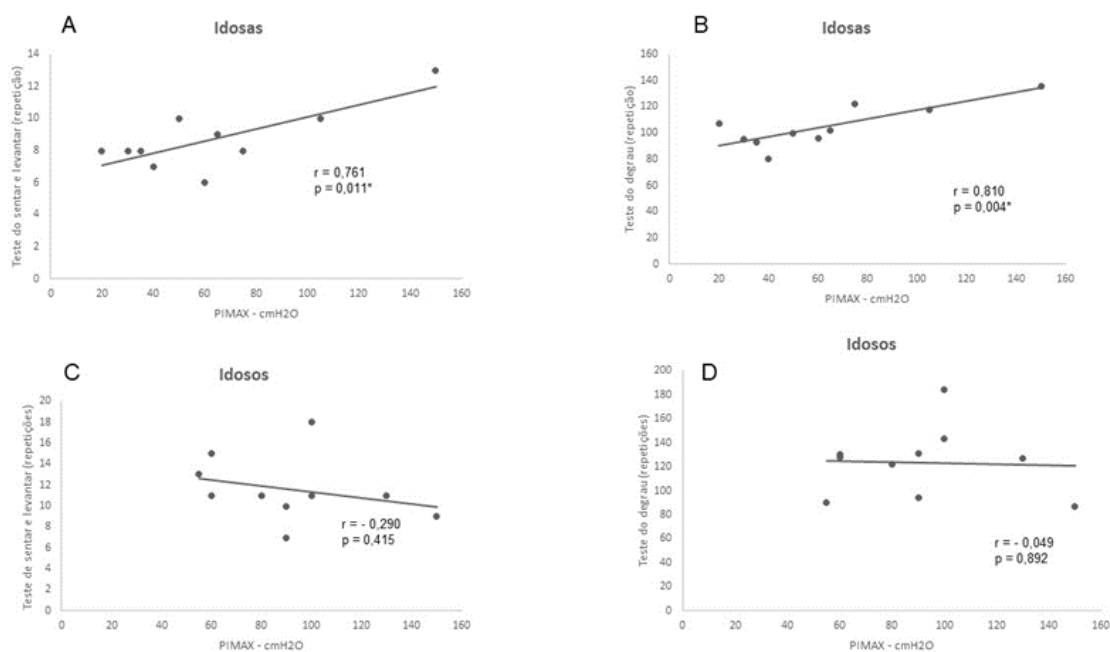 A
Idosas
Teste do sentar e levantar (repetição)
14
12
10
8
6
4
2
0
r = 0,761
p = 0,011*
0 20 40 60 80 100 120 140 160
PIMAX - cmH2O
B
Idosas
Teste do degrau (repetição)
160
140
120
100
80
60
40
20
0
r = 0,810
p = 0,004*
0 20 40 60 80 100 120 140 160
PIMAX - cmH2O
C
Idosos
Teste de sentar e levantar (repetições)
20
18
16
14
12
10
8
6
4
2
0
r = - 0,290
p = 0,415
0 20 40 60 80 100 120 140 160
PIMAX - cmH2O
D
Idosos
Teste do degrau (repetições)
200
180
160
140
120
100
80
60
40
20
0
r = - 0,049
p = 0,892
0 20 40 60 80 100 120 140 160
PIMAX - cmH2O